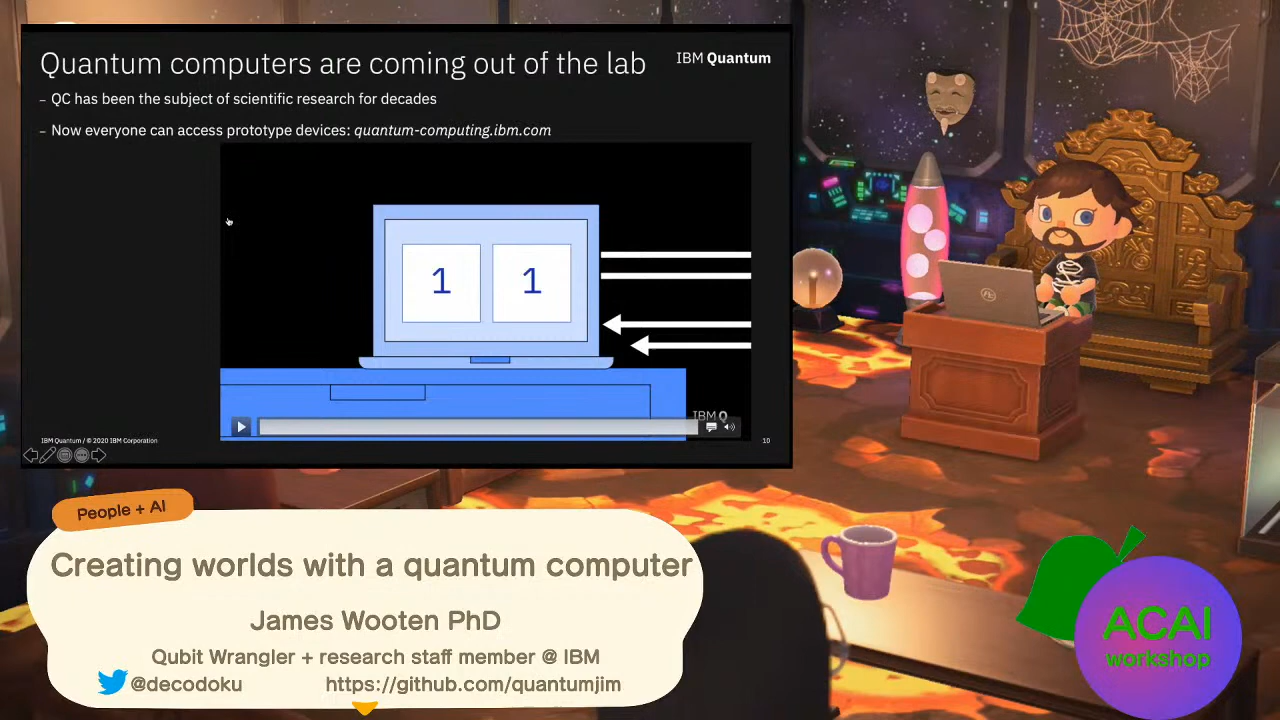 Quantum computers are coming out of the lab
IBM Quantum
– QC has been the subject of scientific research for decades
– Now everyone can access prototype devices: quantum-computing.ibm.com
1 1
IBM Q
IBM Quantum / © 2020 IBM Corporation
10
People + AI
Creating worlds with a quantum computer
James Wooten PhD
Qubit Wrangler + research staff member @ IBM
@decodoku https://github.com/quantumjim
ACAI
workshop